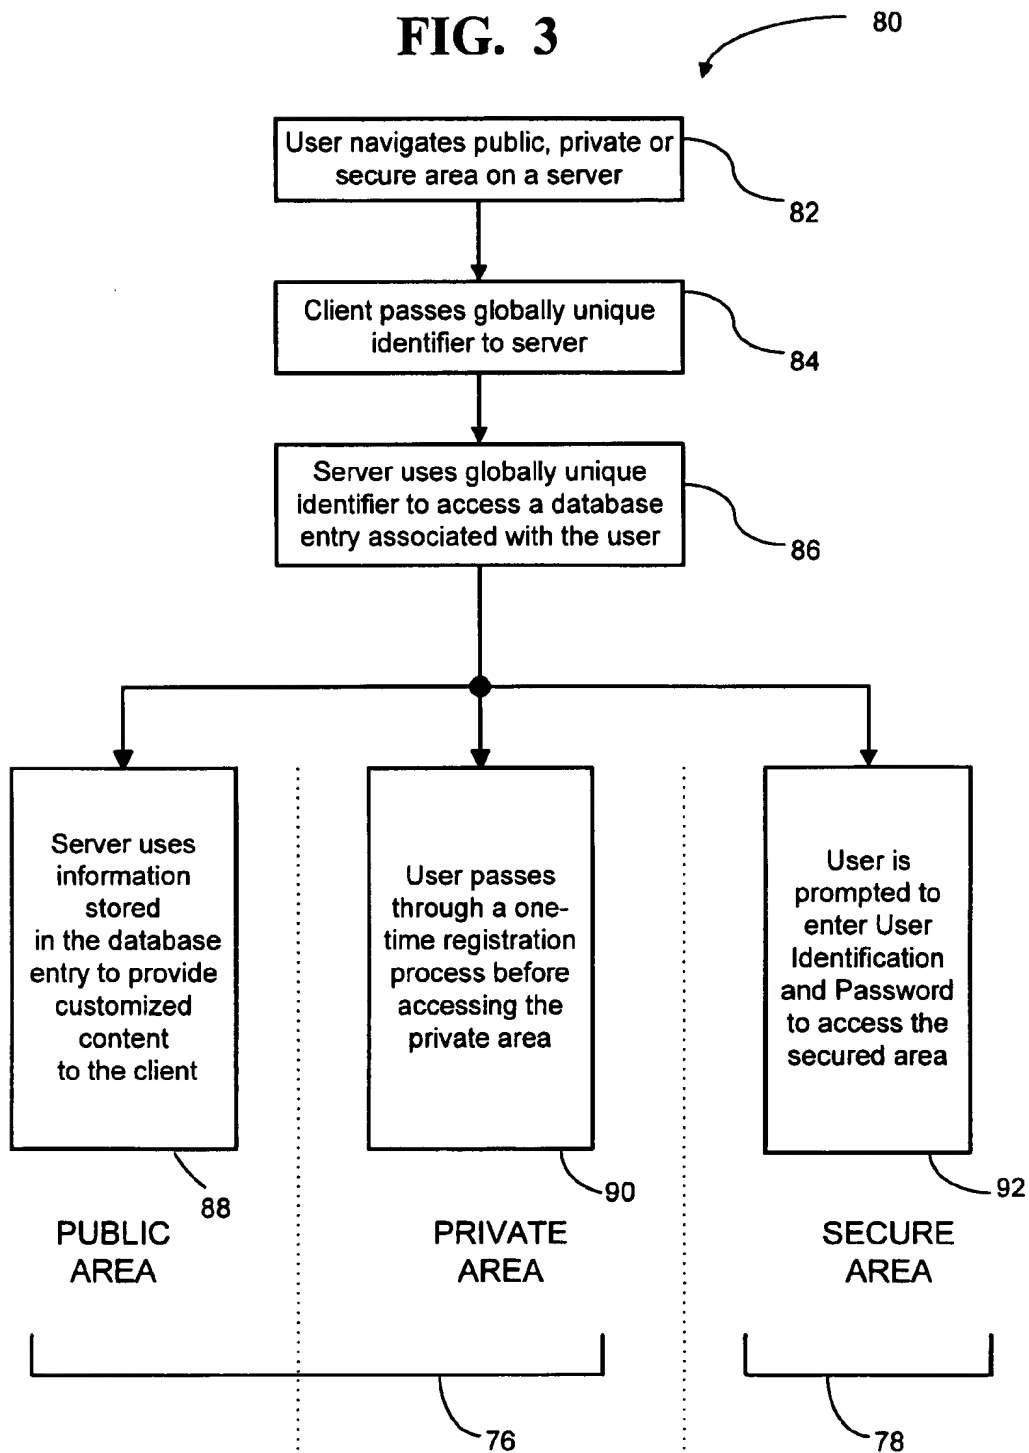 FIG. 3
80
User navigates public, private or
secure area on a server
82
Client passes globally unique
identifier to server
84
Server uses globally unique
identifier to access a database
entry associated with the user
86
Server uses
information
stored
in the database
entry to provide
customized
content
to the client
88
PUBLIC
AREA
User passes
through a one-
time registration
process before
accessing the
private area
90
PRIVATE
AREA
User is
prompted to
enter User
Identification
and Password
to access the
secured area
92
SECURE
AREA
76
78